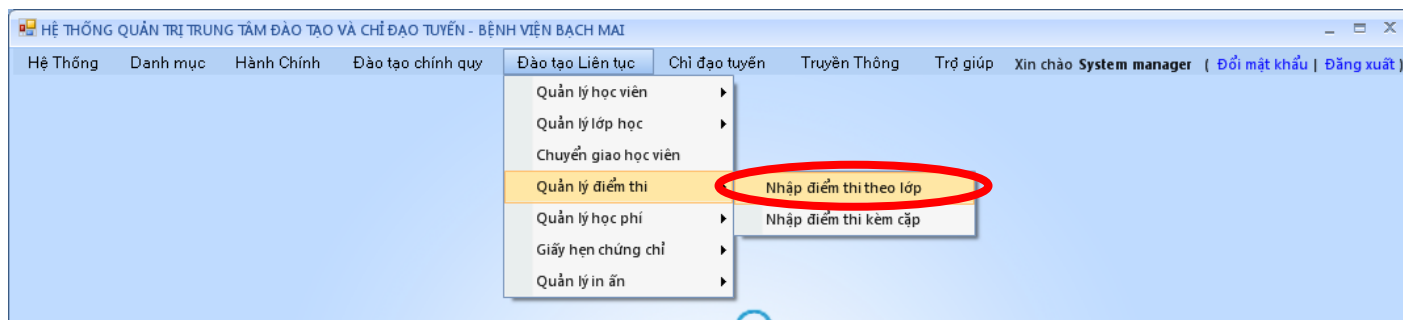 HỆ THỐNG QUẢN TRỊ TRUNG TÂM ĐÀO TẠO VÀ CHỈ ĐẠO TUYẾN - BỆNH VIỆN BẠCH MAI
Hệ Thống Danh mục Hành Chính Đào tạo chính quy Đào tạo Liên tục Chỉ đạo tuyến Truyền Thông Trợ giúp Xin chào System manager ( Đổi mật khẩu | Đăng xuất )
Quản lý học viên
Quản lý lớp học
Chuyển giao học viên
Quản lý điểm thi Nhập điểm thi theo lớp
Quản lý học phí Nhập điểm thi kèm cặp
Giấy hẹn chứng chỉ
Quản lý in ấn